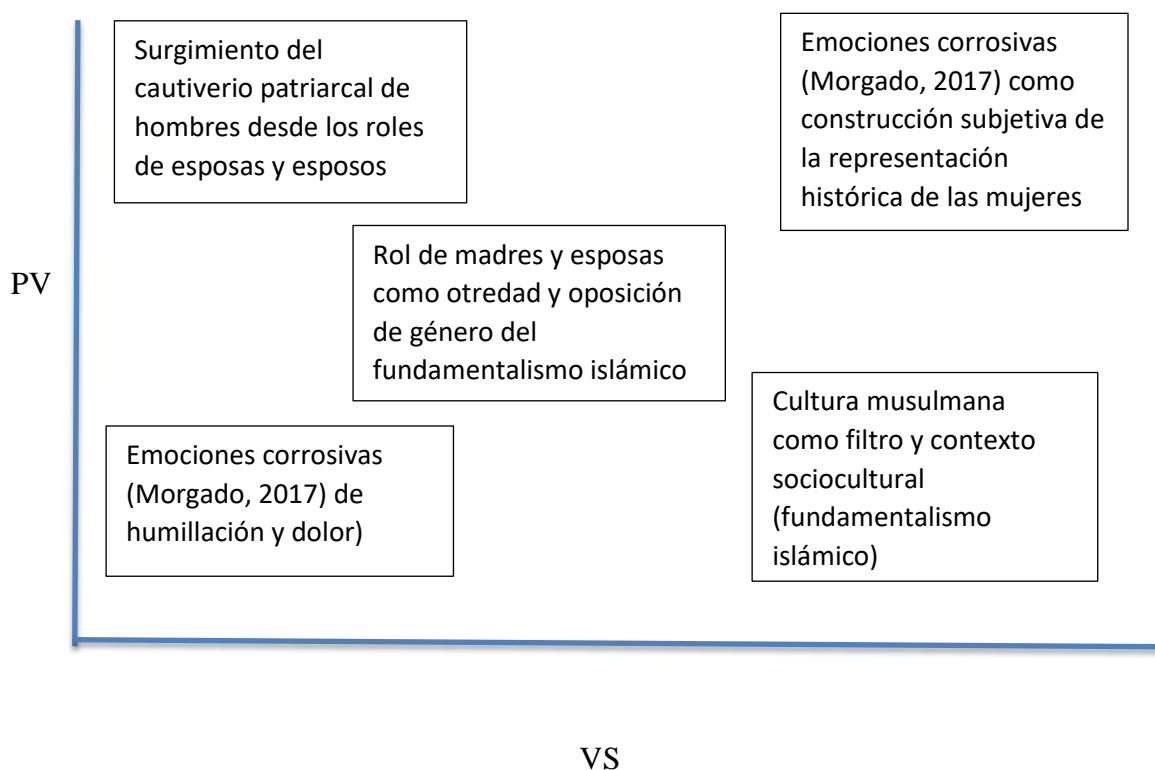 Surgimiento del
cautiverio patriarcal de
hombres desde los roles
de esposas y esposos
Emociones corrosivas
(Morgado, 2017) como
construcción subjetiva de
la representación
histórica de las mujeres
PV
Rol de madres y esposas
como otredad y oposición
de género del
fundamentalismo islámico
Emociones corrosivas
(Morgado, 2017) de
humillación y dolor)
Cultura musulmana
como filtro y contexto
sociocultural
(fundamentalismo
islámico)
VS